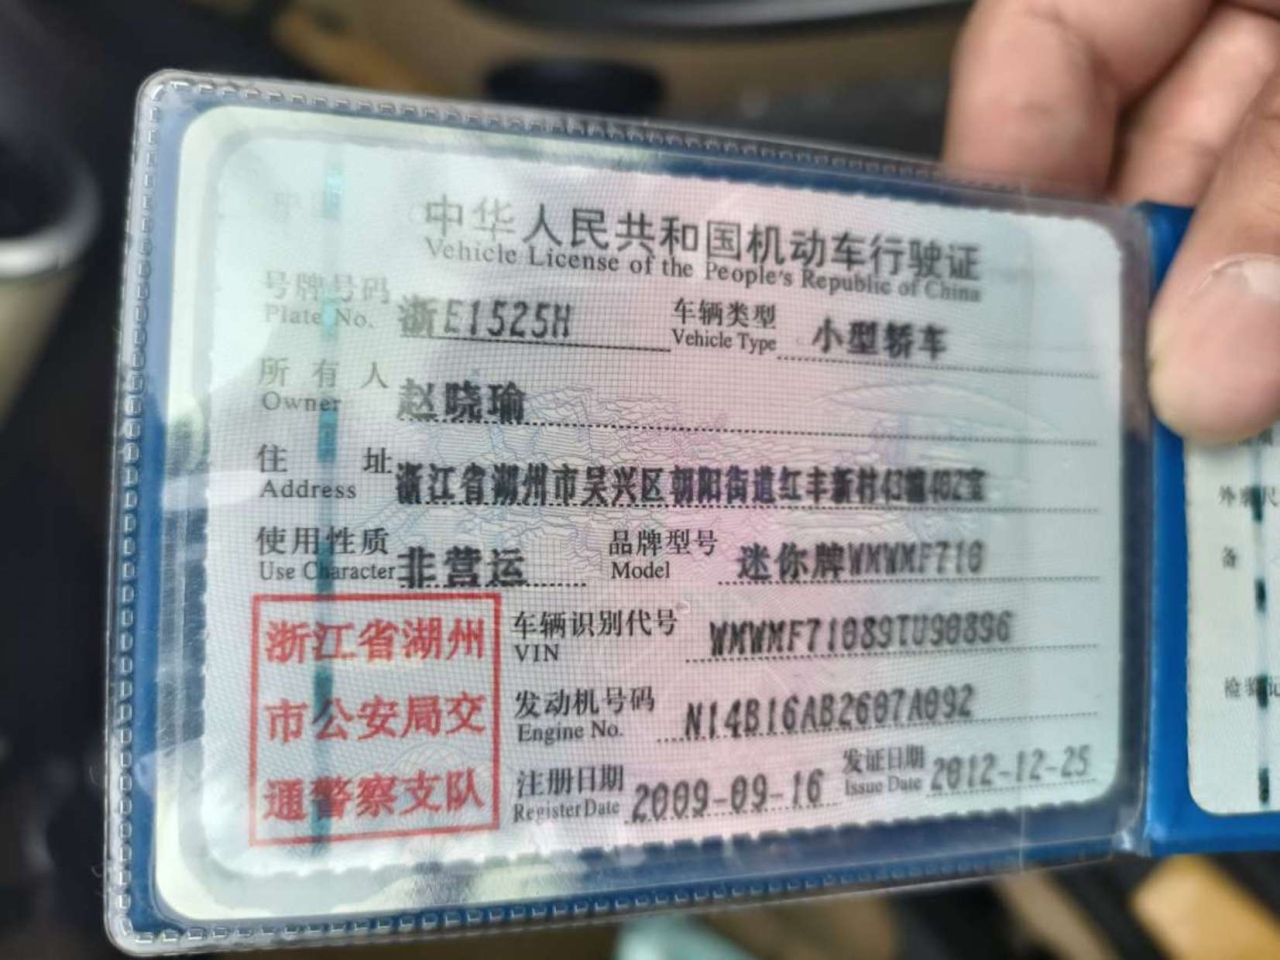 中华人民共和国机动车行驶证
Vehicle License of the People's Republic of China
号牌号码 浙E1525H 车辆类型 小型轿车
Plate No. Vehicle Type
所有人 赵晓瑜
Owner
住址 浙江省湖州市吴兴区朝阳街道红丰新村43幢402室
Address
使用性质 非营运 品牌型号 迷你牌WMWMF710
Use Character Model
浙江省湖州
市公安局交
通警察支队
车辆识别代号 WMWMF71089TU90896
VIN
发动机号码 N14B16AB2607A092
Engine No.
注册日期 2009-09-16 发证日期 2012-12-25
Register Date Issue Date
备